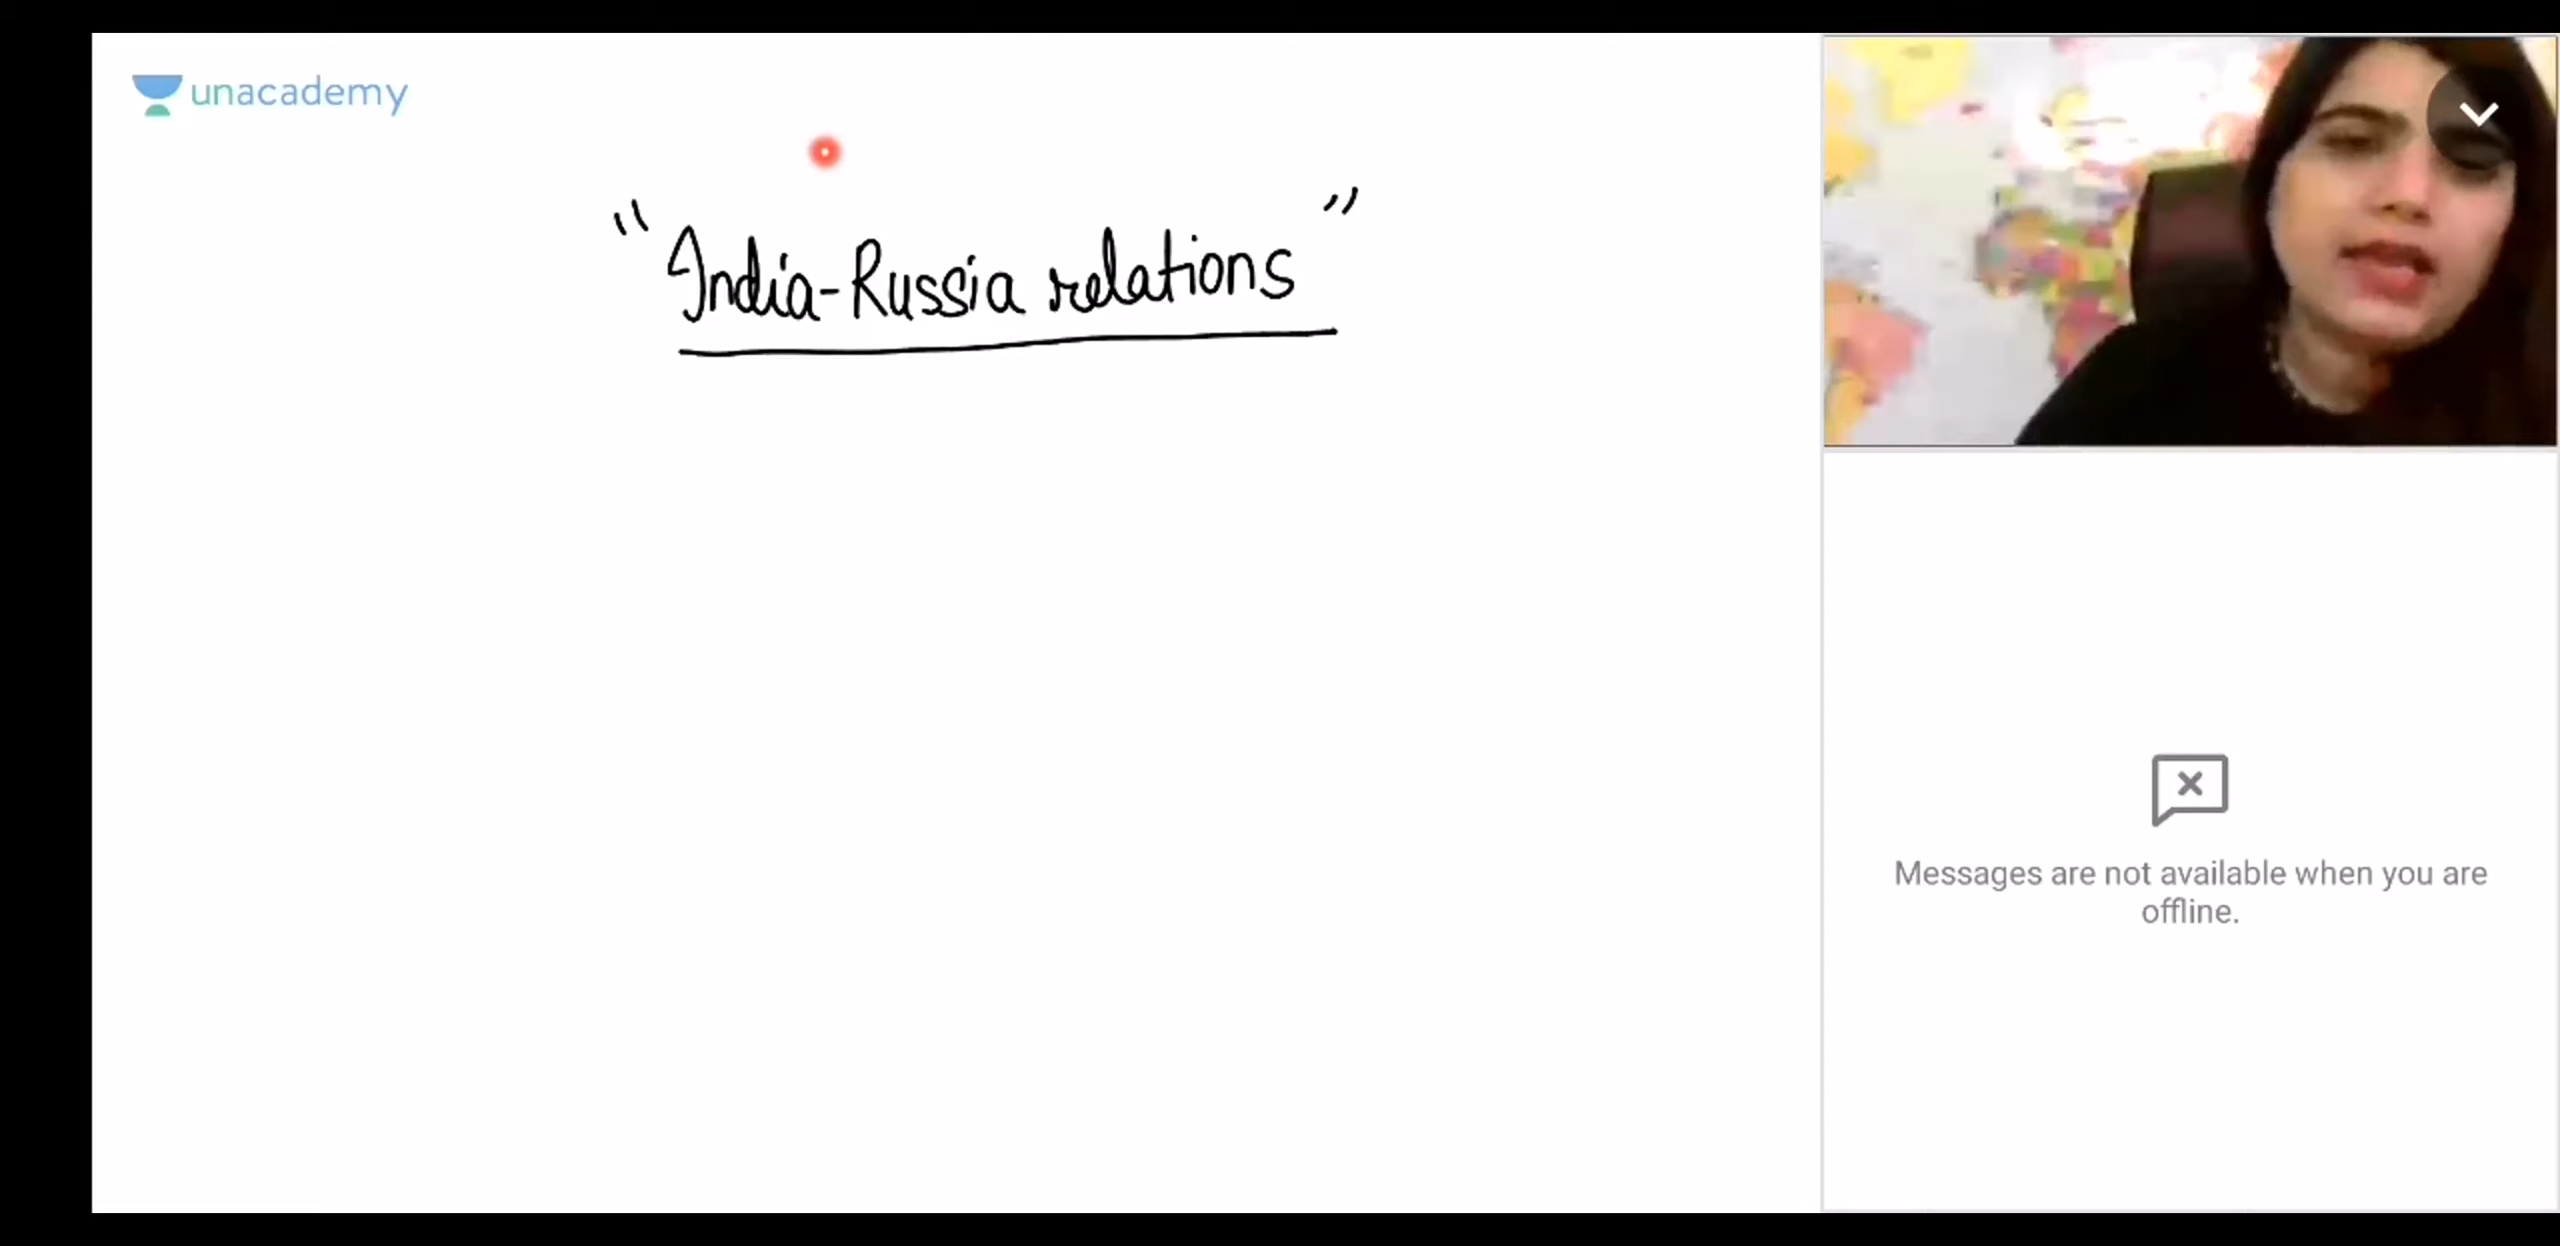 unacademy
"India-Russia relations"
Messages are not available when you are
offline.